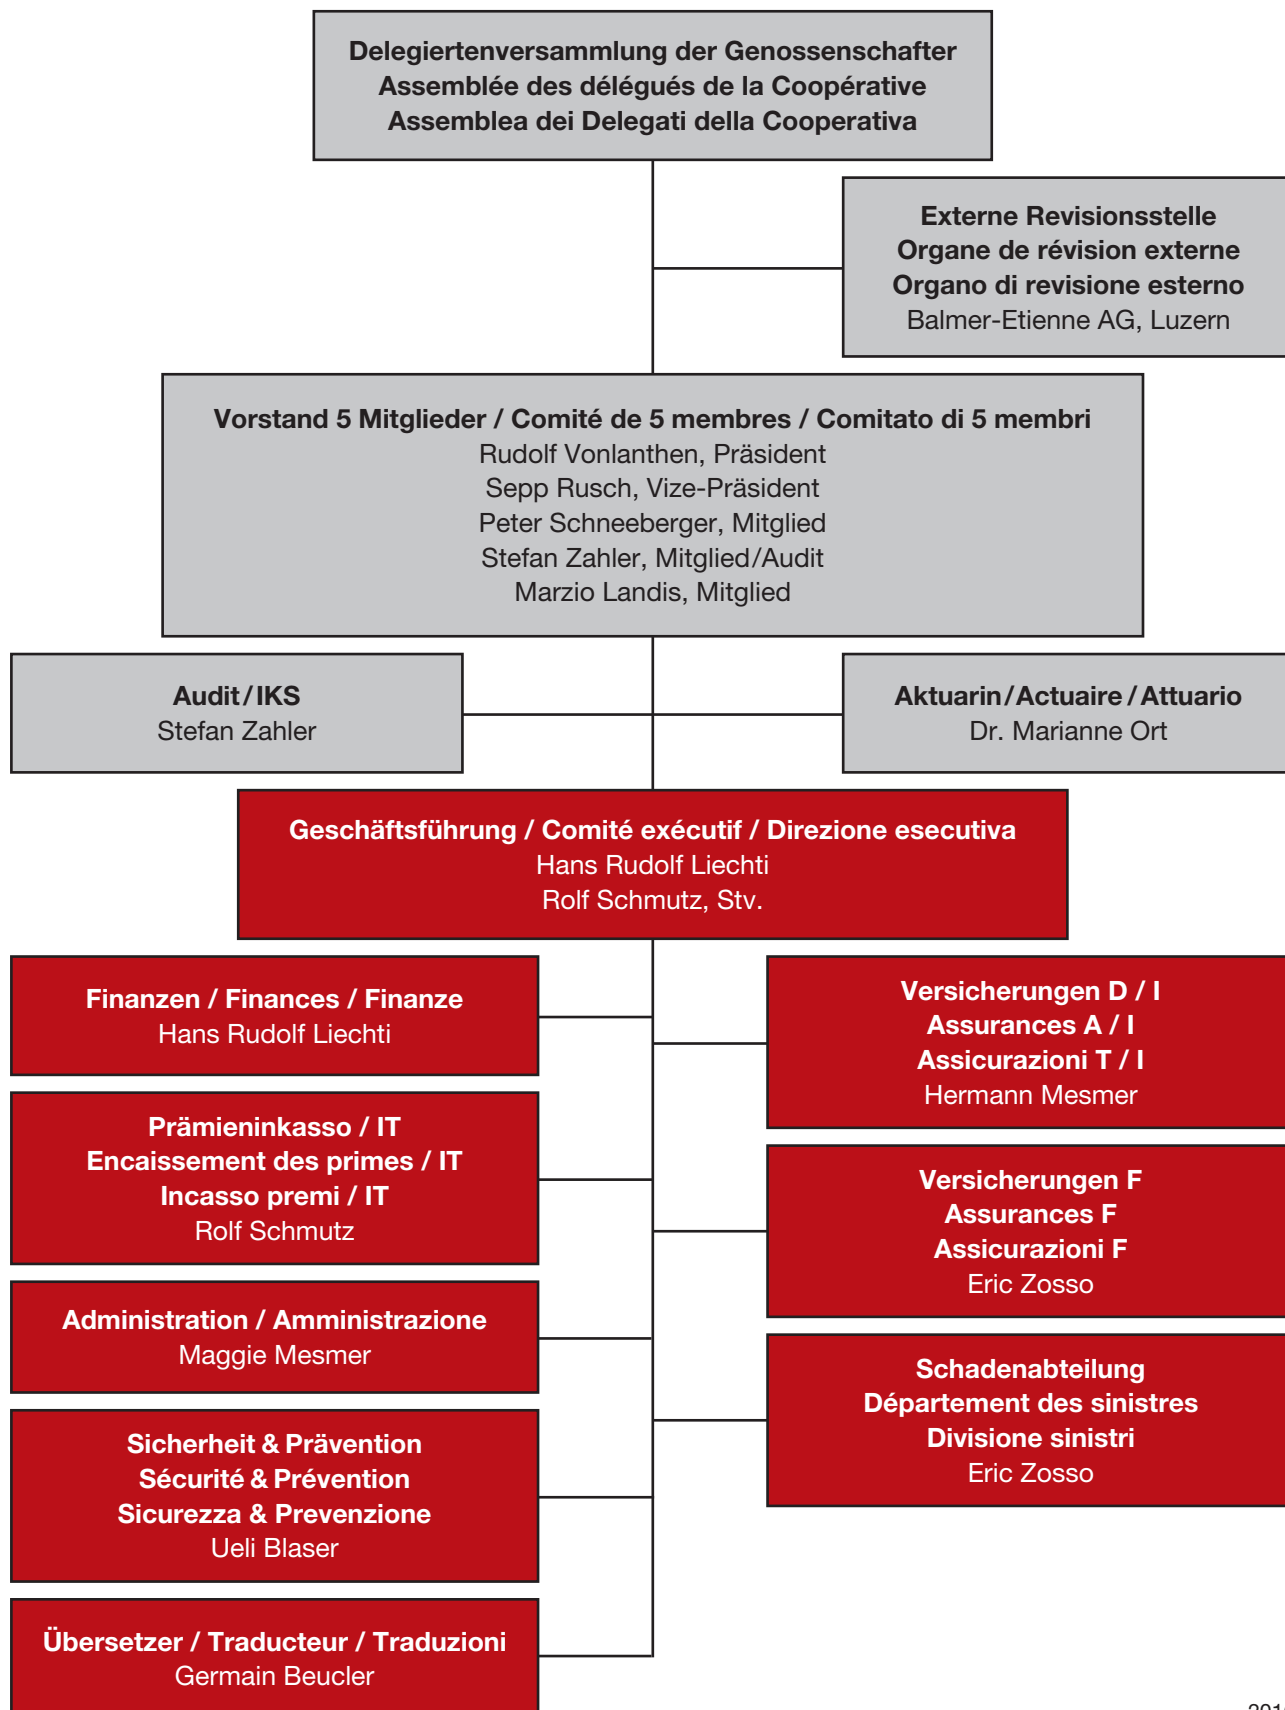 Delegiertenversammlung der Genossenschafter
Assemblée des délégués de la Coopérative
Assemblea dei Delegati della Cooperativa
Externe Revisionsstelle
Organe de révision externe
Organo di revisione esterno
Balmer-Etienne AG, Luzern
Vorstand 5 Mitglieder / Comité de 5 membres / Comitato di 5 membri
Rudolf Vonlanthen, Präsident
Sepp Rusch, Vize-Präsident
Peter Schneeberger, Mitglied
Stefan Zahler, Mitglied/Audit
Marzio Landis, Mitglied
Audit/IKS
Stefan Zahler
Aktuarin/Actuaire/Attuario
Dr. Marianne Ort
Geschäftsführung / Comité exécutif / Direzione esecutiva
Hans Rudolf Liechti
Rolf Schmutz, Stv.
Finanzen / Finances / Finanze
Hans Rudolf Liechti
Prämieninkasso / IT
Encaissement des primes / IT
Incasso premi / IT
Rolf Schmutz
Administration / Amministrazione
Maggie Mesmer
Sicherheit & Prävention
Sécurité & Prévention
Sicurezza & Prevenzione
Ueli Blaser
Übersetzer / Traducteur / Traduzioni
Germain Beucler
Versicherungen D / I
Assurances A / I
Assicurazioni T / I
Hermann Mesmer
Versicherungen F
Assurances F
Assicurazioni F
Eric Zosso
Schadenabteilung
Département des sinistres
Divisione sinistri
Eric Zosso